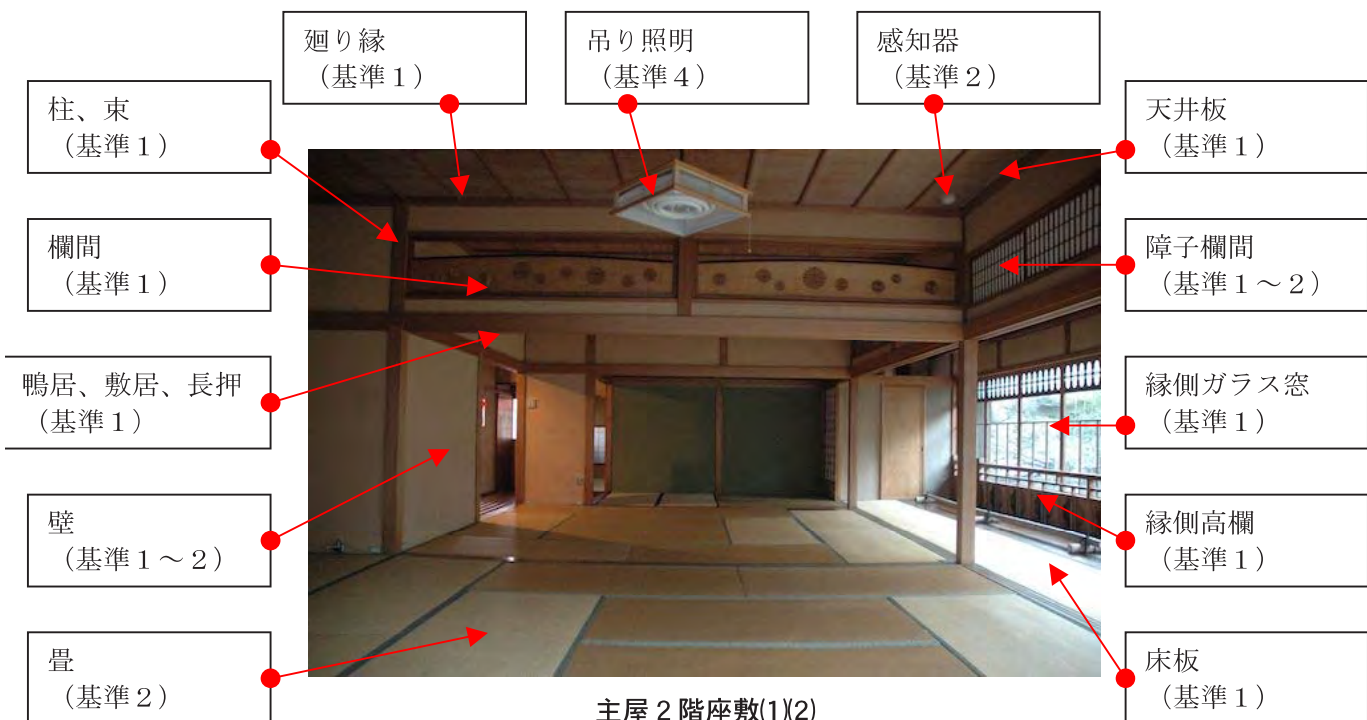 廻り縁
（基準１）
吊り照明
（基準４）
感知器
（基準２）
柱、束
（基準１）
天井板
（基準１）
欄間
（基準１）
障子欄間
（基準１～２）
鴨居、敷居、長押
（基準１）
縁側ガラス窓
（基準１）
壁
（基準１～２）
縁側高欄
（基準１）
畳
（基準２）
床板
（基準１）
主屋２階座敷(1)(2)